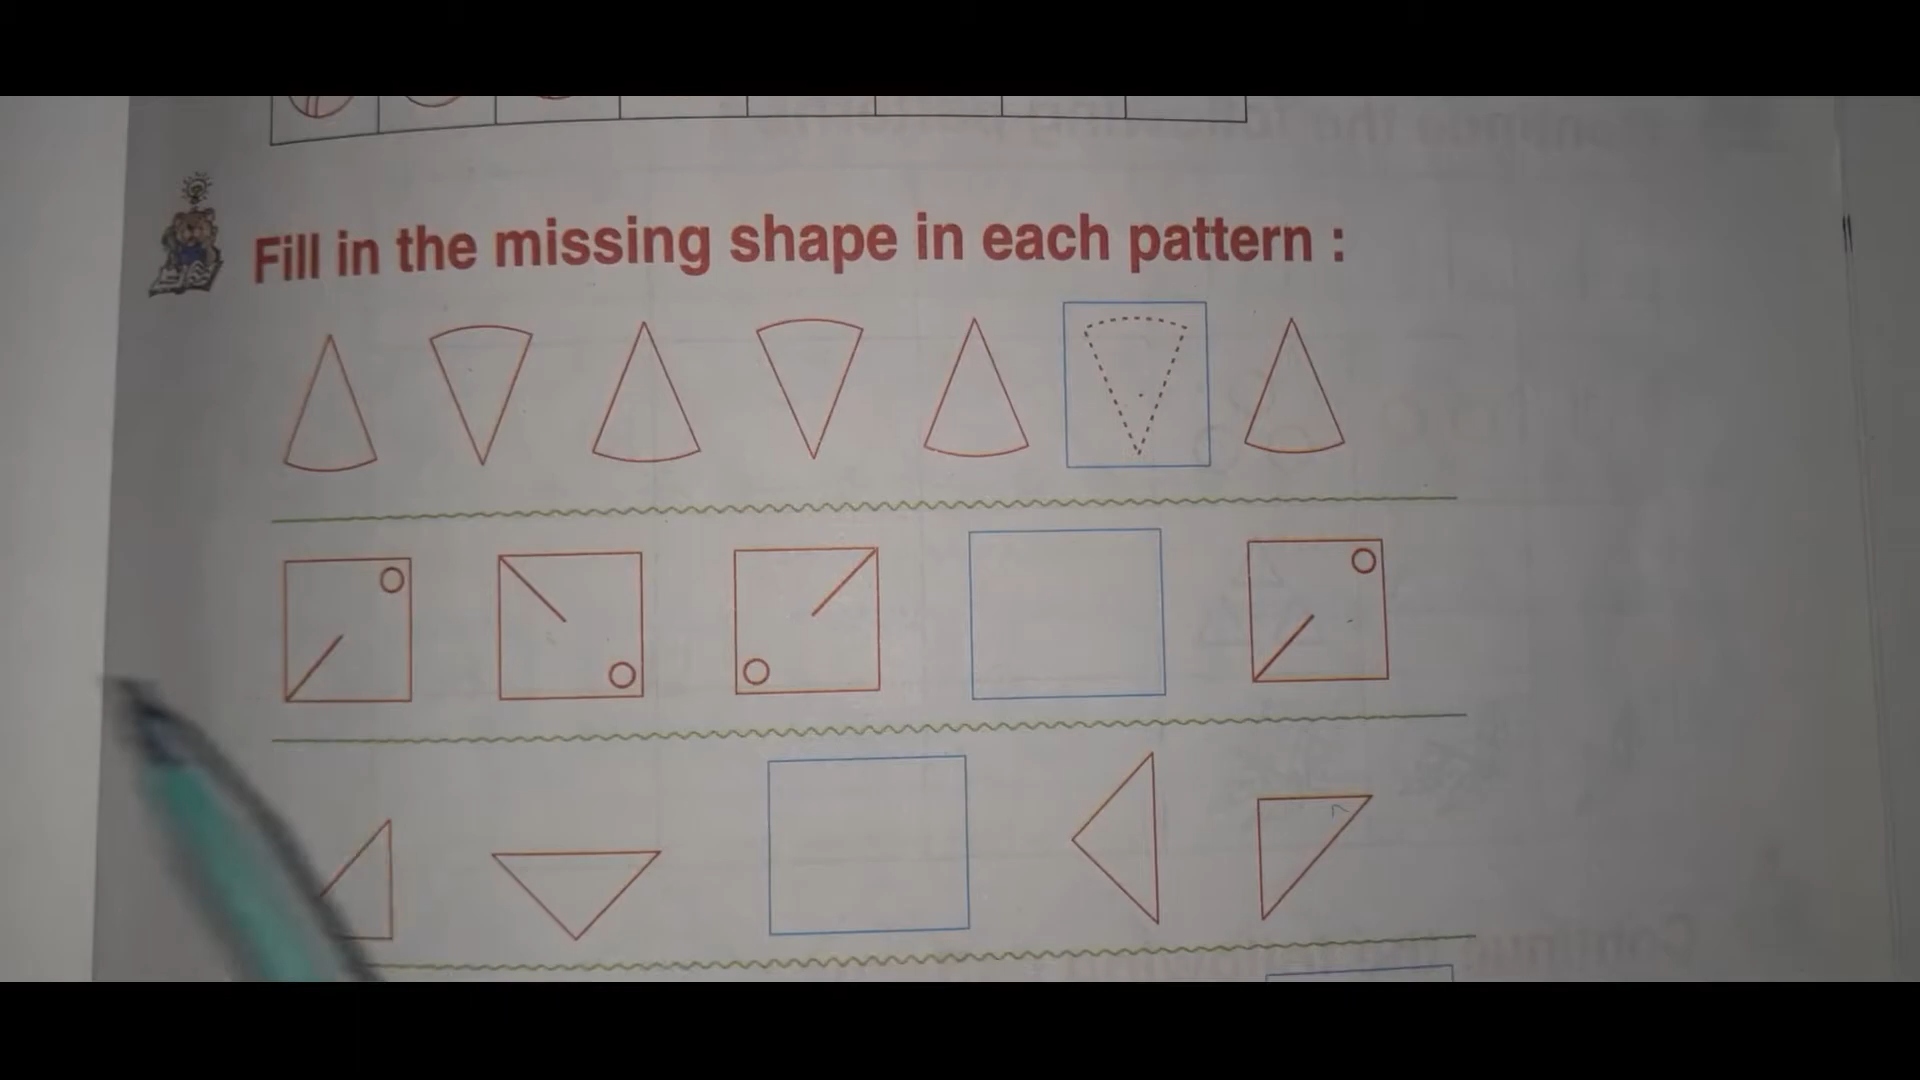 Fill in the missing shape in each pattern :